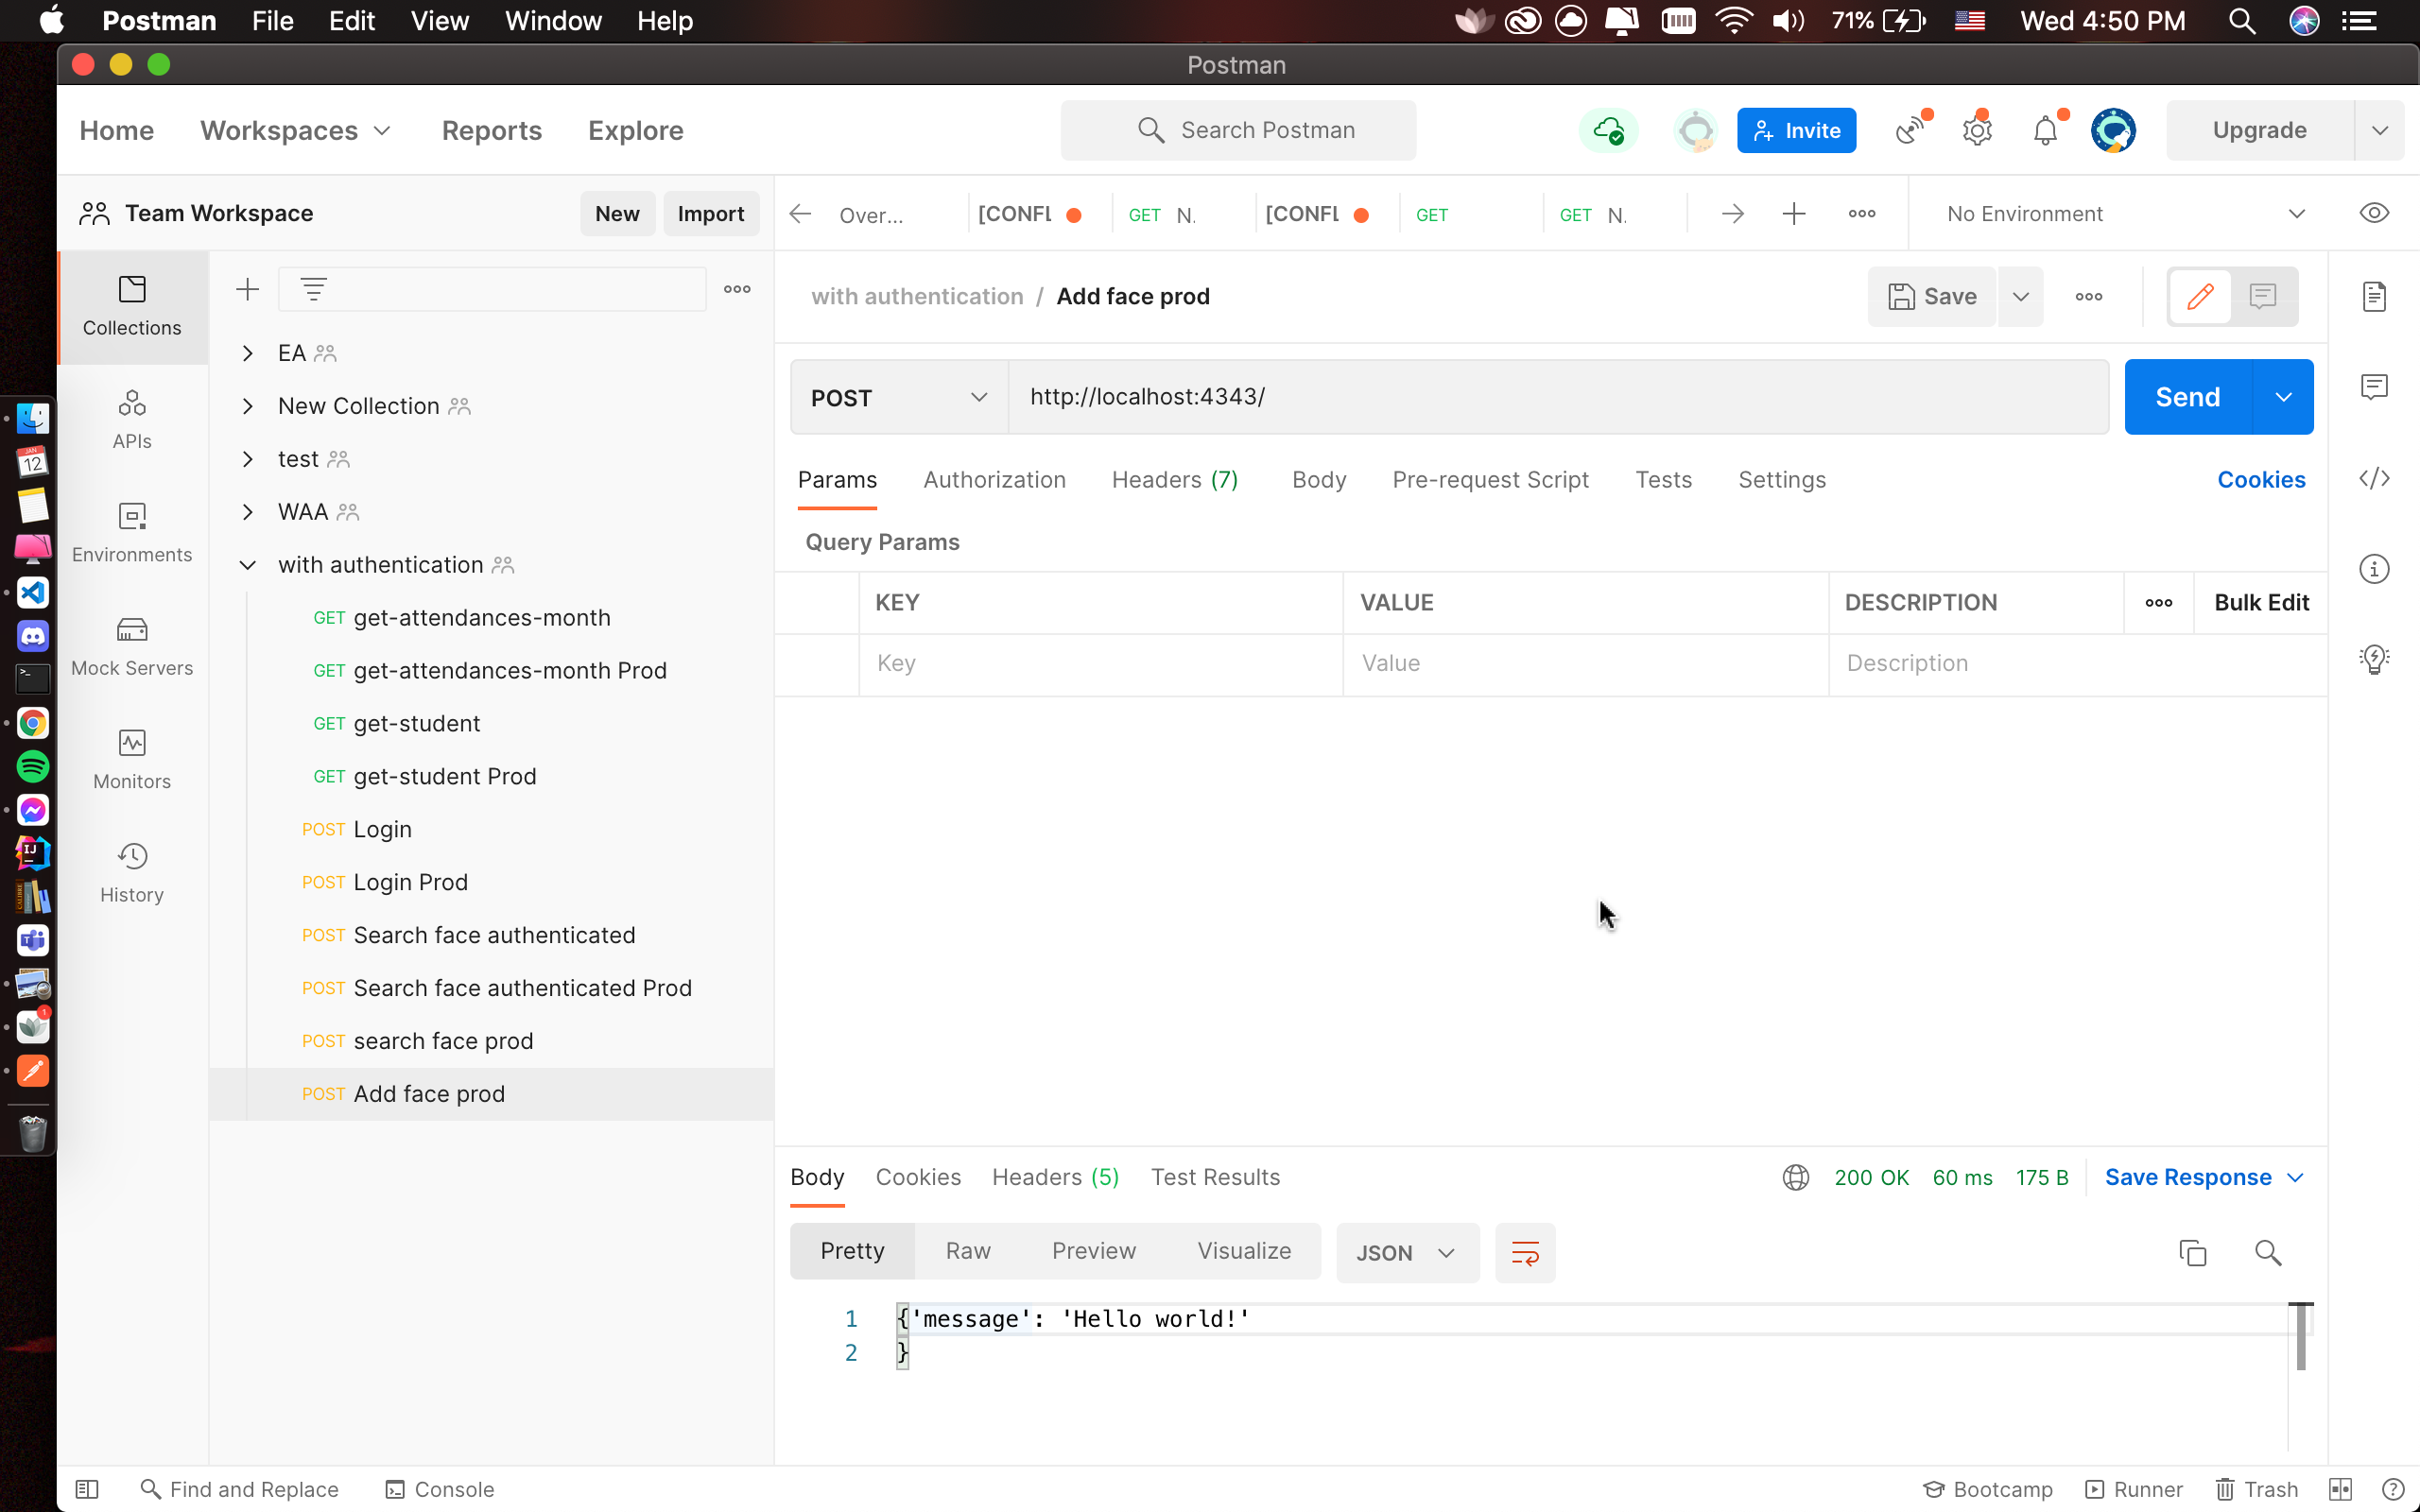 Postman File Edit View Window Help 71% Wed 4:50 PM
Postman
Home Workspaces Reports Explore Search Postman Invite Upgrade
Team Workspace New Import Over... [CONFL GET N. [CONFL GET GET N. ooo No Environment
Collections
APIs
Environments
Mock Servers
Monitors
History
EA
New Collection
test
WAA
with authentication
GET get-attendances-month
GET get-attendances-month Prod
GET get-student
GET get-student Prod
POST Login
POST Login Prod
POST Search face authenticated
POST Search face authenticated Prod
POST search face prod
POST Add face prod
with authentication / Add face prod Save
POST http://localhost:4343/ Send
Params Authorization Headers (7) Body Pre-request Script Tests Settings Cookies
Query Params
KEY VALUE DESCRIPTION Bulk Edit
Key Value Description
Body Cookies Headers (5) Test Results 200 OK 60 ms 175 B Save Response
Pretty Raw Preview Visualize JSON
1 {'message': 'Hello world!'
2 }
Find and Replace Console Bootcamp Runner Trash
JAN
12
IJ
1